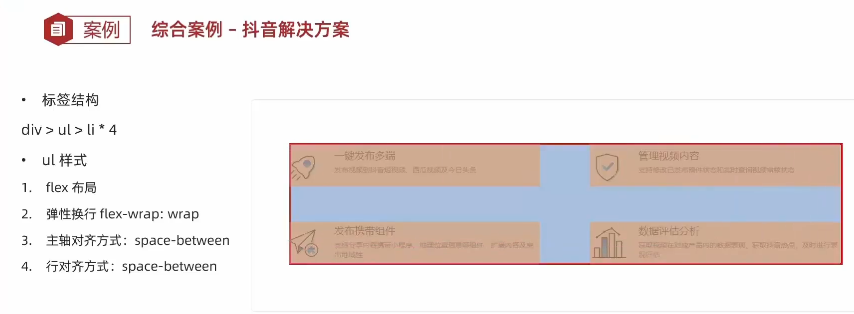 案例
综合案例 – 抖音解决方案
• 标签结构
div > ul > li * 4
• ul 样式
1. flex 布局
2. 弹性换行 flex-wrap: wrap
3. 主轴对齐方式：space-between
4. 行对齐方式：space-between
一键发布多端
管理视频内容
发布携带组件
数据评估分析